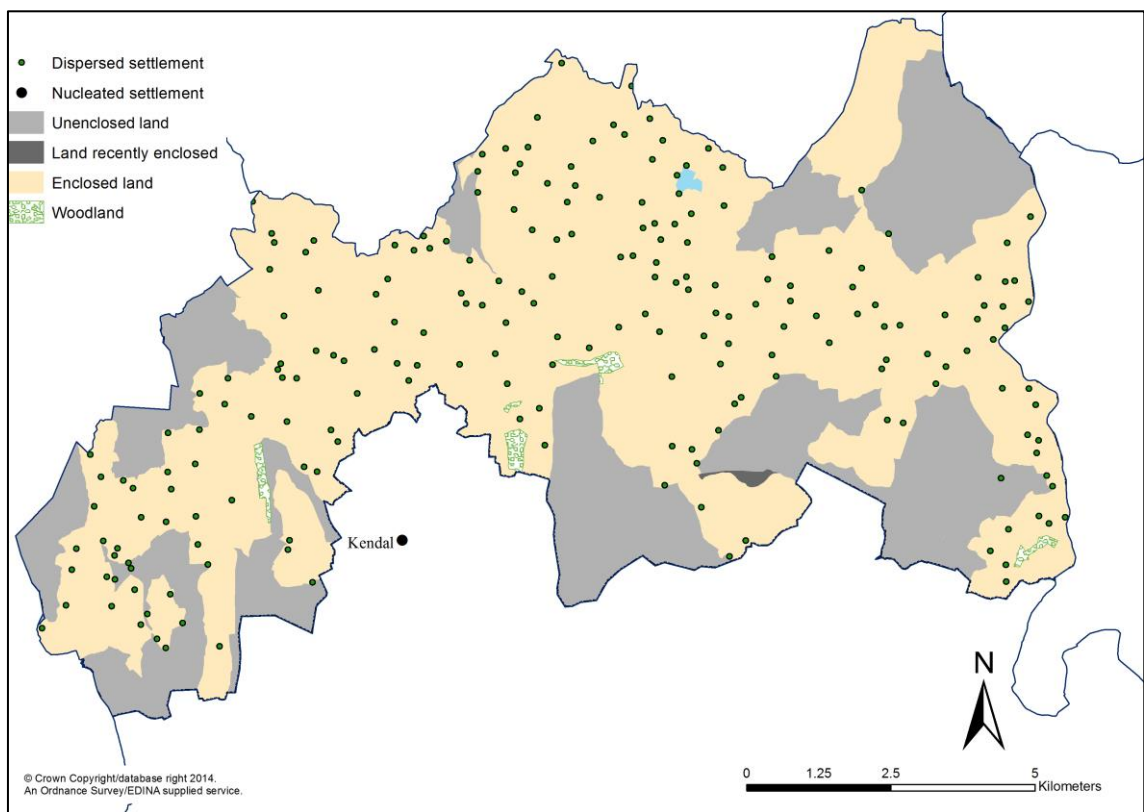 Dispersed settlement
Nucleated settlement
Unenclosed land
Land recently enclosed
Enclosed land
Woodland
Kendal
N
© Crown Copyright/database right 2014.
An Ordnance Survey/EDINA supplied service.
0 1.25 2.5 5
Kilometers